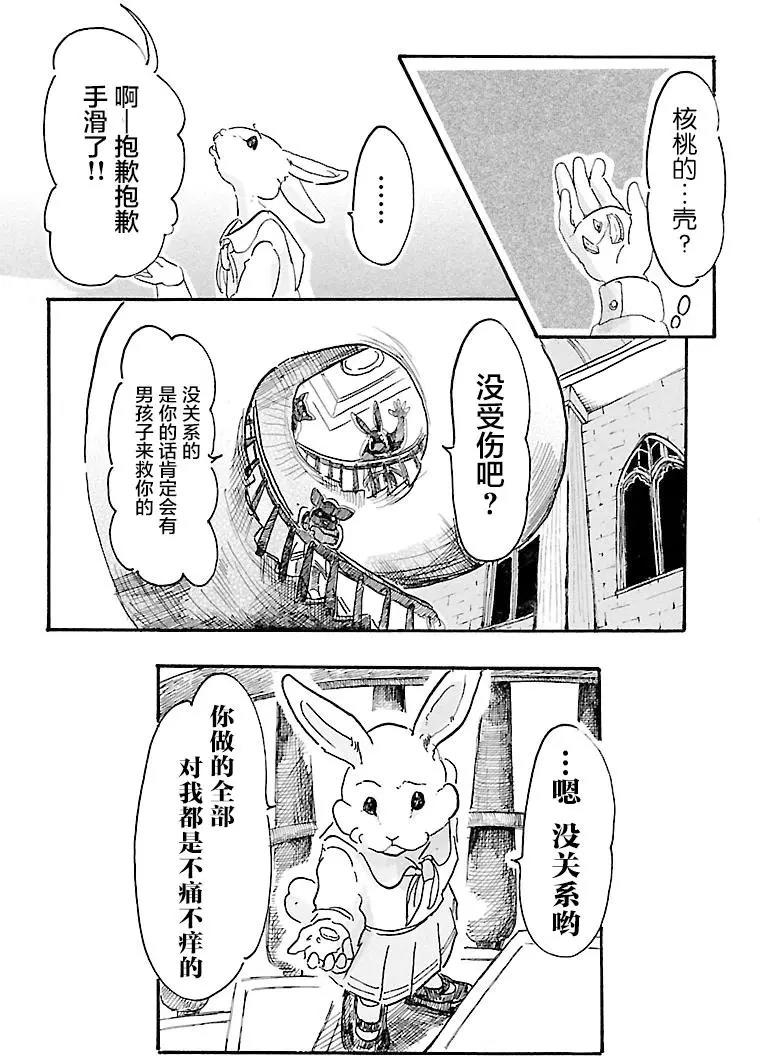 核桃的…壳？
……
啊—抱歉抱歉
手滑了!!
没受伤吧？
没关系的
是你的话肯定会有
男孩子来救你的
…嗯 没关系哟
你做的全部
对我都是不痛不痒的